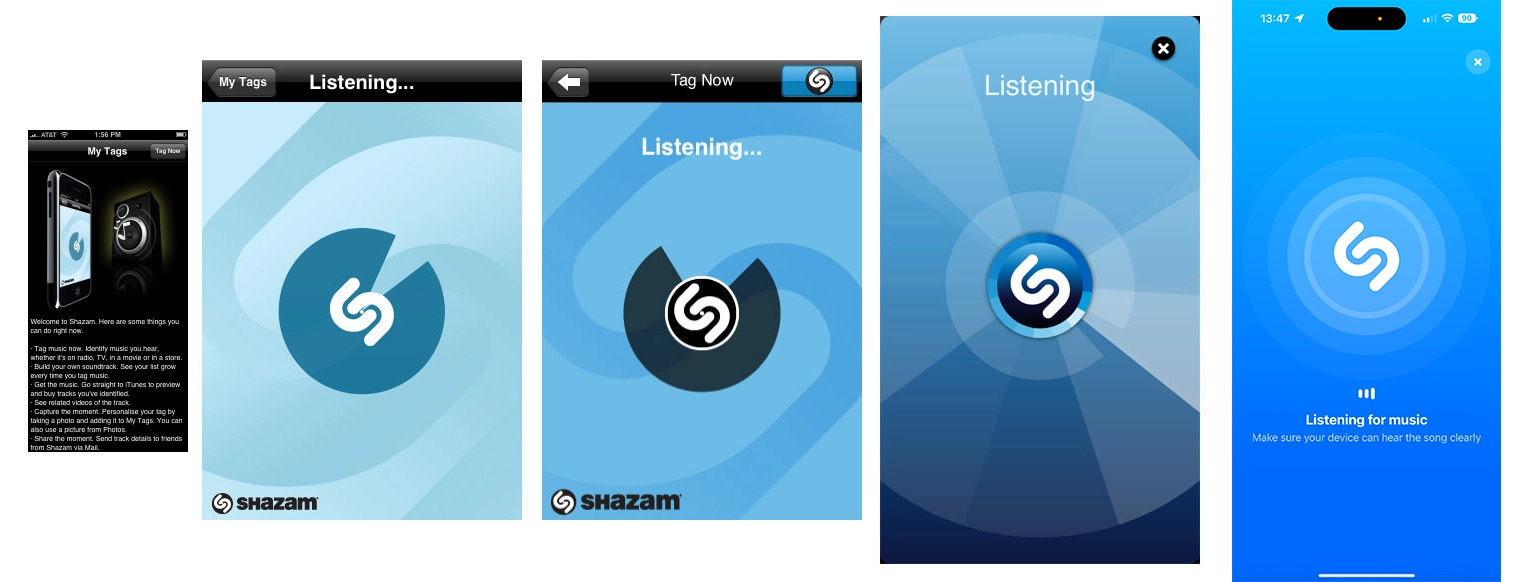 AT&T 1:56 PM
My Tags
Tag Now
Welcome to Shazam. Here are some things you
can do right now.
· Tag music now. Identify music you hear,
whether it's on radio, TV, in a movie or in a store.
· Build your own soundtrack. See your list grow
every time you tag music.
· Get the music. Go straight to iTunes to preview
and buy tracks you've identified.
· See related videos of the track.
· Capture the moment. Personalise your tag by
taking a photo and adding it to My Tags. You can
also use a picture from Photos.
· Share the moment. Send track details to friends
from Shazam via Mail.
My Tags
Listening...
SHAZAM
Tag Now
Listening...
SHAZAM
Listening
13:47
90
Listening for music
Make sure your device can hear the song clearly